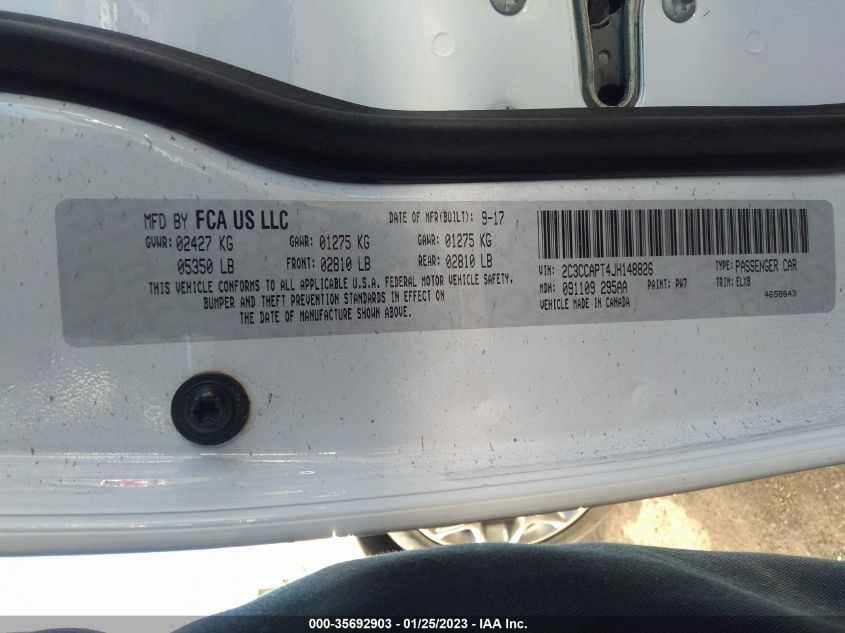 MFD BY FCA US LLC DATE OF MFR(BUILT): 9-17
GVWR: 02427 KG GAWR: 01275 KG GAWR: 01275 KG
05350 LB FRONT: 02810 LB REAR: 02810 LB
THIS VEHICLE CONFORMS TO ALL APPLICABLE U.S.A. FEDERAL MOTOR VEHICLE SAFETY,
BUMPER AND THEFT PREVENTION STANDARDS IN EFFECT ON
THE DATE OF MANUFACTURE SHOWN ABOVE.
VIN: 2C3CCAPT4JH148826 TYPE: PASSENGER CAR
MDH: 091109 295AA PAINT: PW7 TRIM: ELX8
VEHICLE MADE IN CANADA 4658843
000-35692903 / 01/25/2023 - IAA Inc.